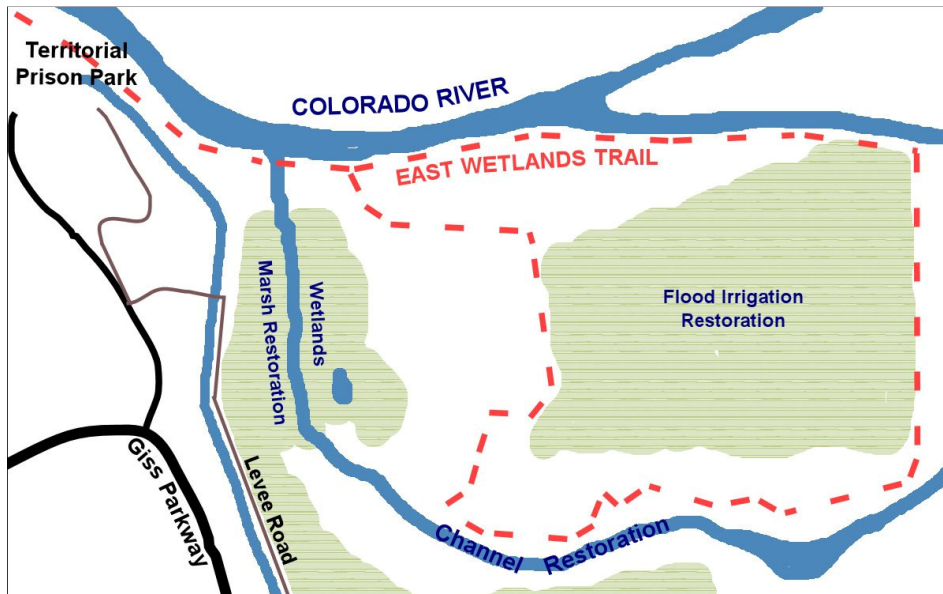 Territorial
Prison Park
COLORADO RIVER
EAST WETLANDS TRAIL
Marsh Restoration
Wetlands
Flood Irrigation
Restoration
Giss Parkway
Levee Road
Channel Restoration